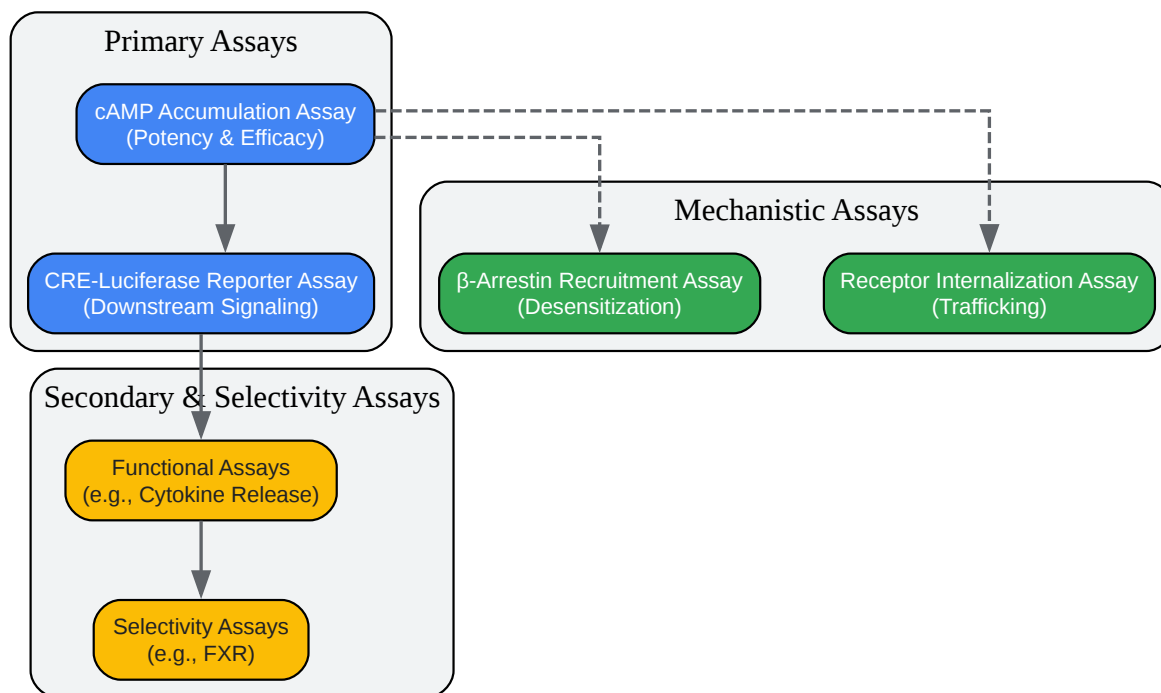 Primary Assays
cAMP Accumulation Assay
(Potency & Efficacy)
CRE-Luciferase Reporter Assay
(Downstream Signaling)
Mechanistic Assays
β-Arrestin Recruitment Assay
(Desensitization)
Receptor Internalization Assay
(Trafficking)
Secondary & Selectivity Assays
Functional Assays
(e.g., Cytokine Release)
Selectivity Assays
(e.g., FXR)